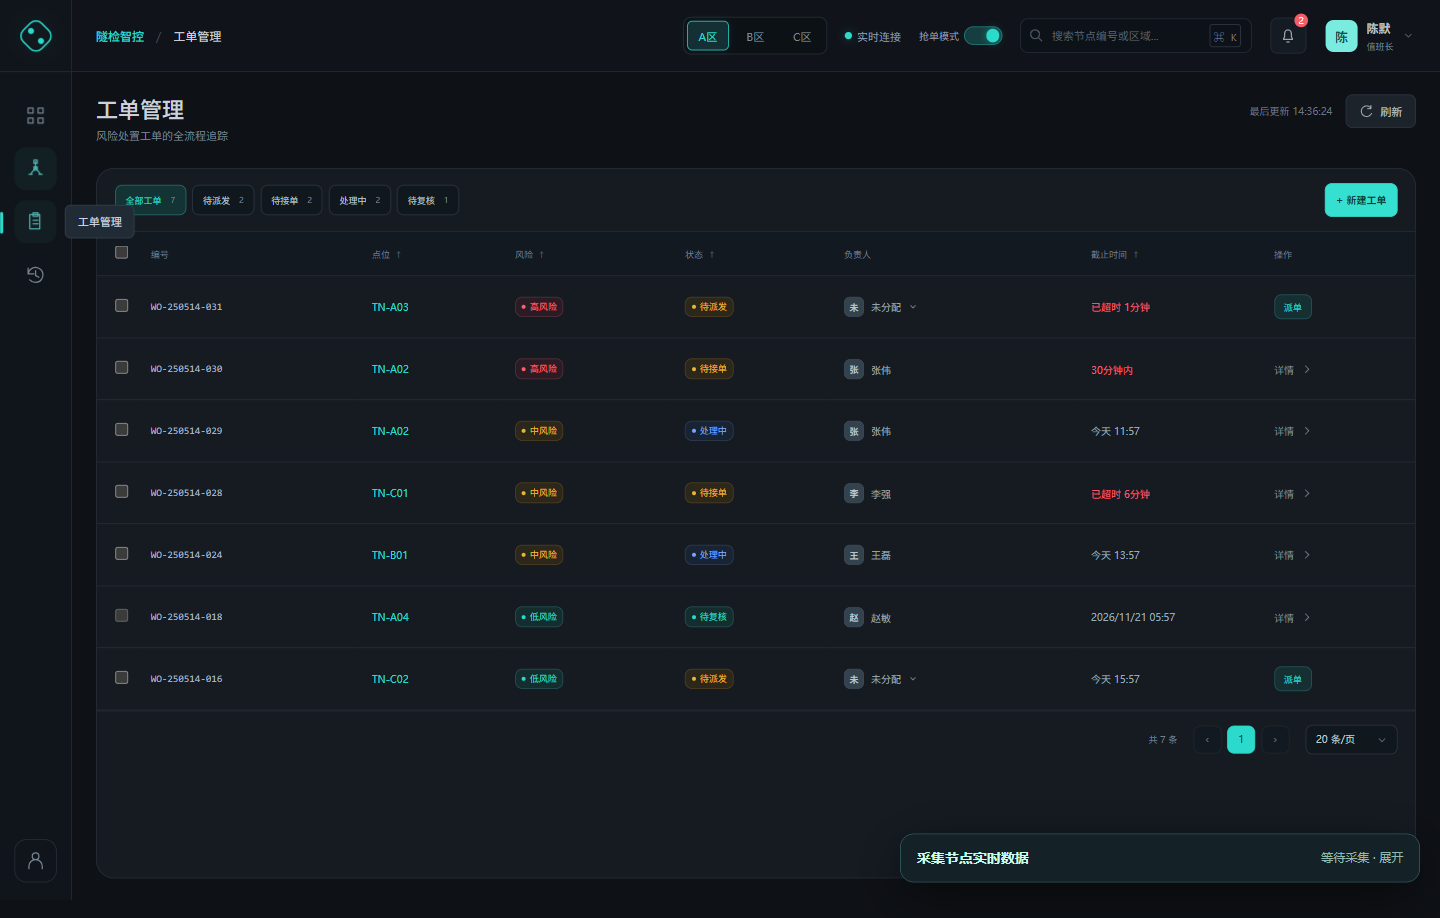 隧检智控 / 工单管理
A区 B区 C区
实时连接
抢单模式
搜索节点编号或区域...
⌘ K
2
陈
陈默
值班长
工单管理
风险处置工单的全流程追踪
最后更新 14:36:24
刷新
全部工单 7
待派发 2
待接单 2
处理中 2
待复核 1
+ 新建工单
工单管理
编号 点位 ↑ 风险 ↑ 状态 ↑ 负责人 截止时间 ↑ 操作
WO-250514-031 TN-A03 高风险 待派发 未 未分配 已超时 1分钟 派单
WO-250514-030 TN-A02 高风险 待接单 张 张伟 30分钟内 详情
WO-250514-029 TN-A02 中风险 处理中 张 张伟 今天 11:57 详情
WO-250514-028 TN-C01 中风险 待接单 李 李强 已超时 6分钟 详情
WO-250514-024 TN-B01 中风险 处理中 王 王磊 今天 13:57 详情
WO-250514-018 TN-A04 低风险 待复核 赵 赵敏 2026/11/21 05:57 详情
WO-250514-016 TN-C02 低风险 待派发 未 未分配 今天 15:57 派单
共 7 条 ‹ 1 › 20 条/页
采集节点实时数据 等待采集 · 展开